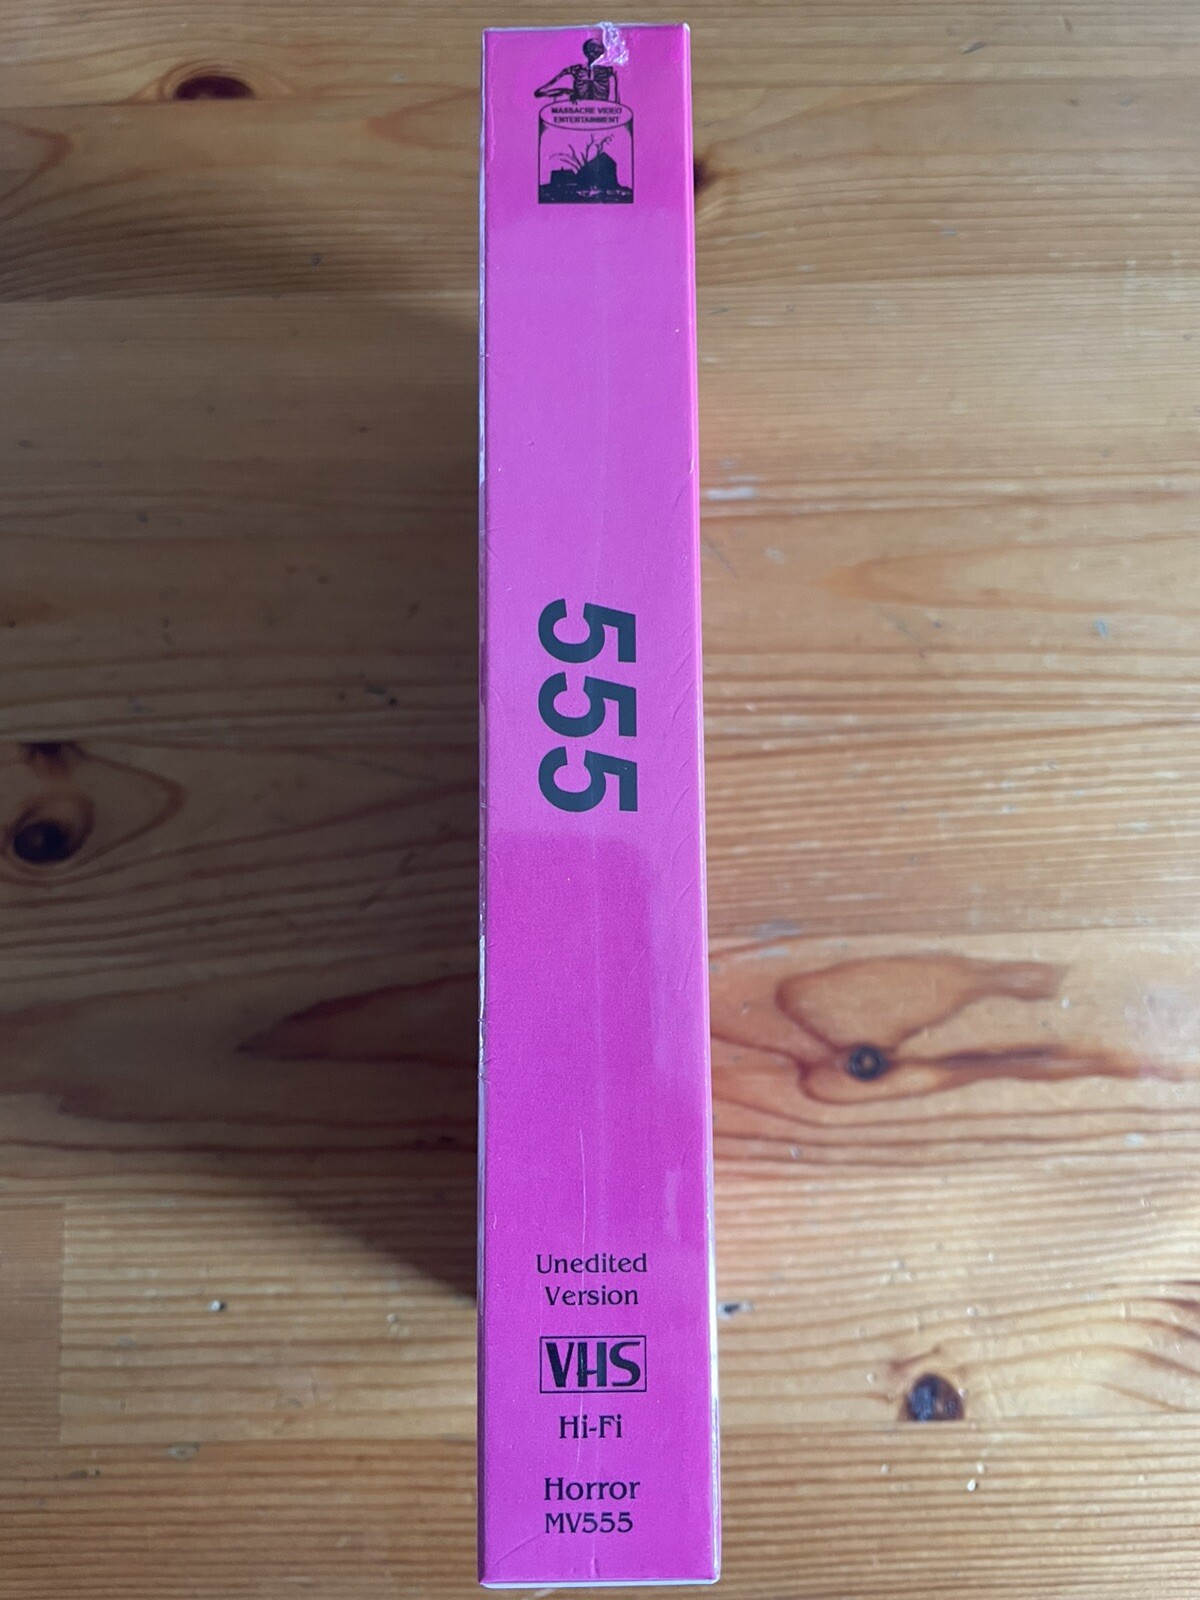 MASSACRE VIDEO
ENTERTAINMENT
555
Unedited
Version
VHS
Hi-Fi
Horror
MV555